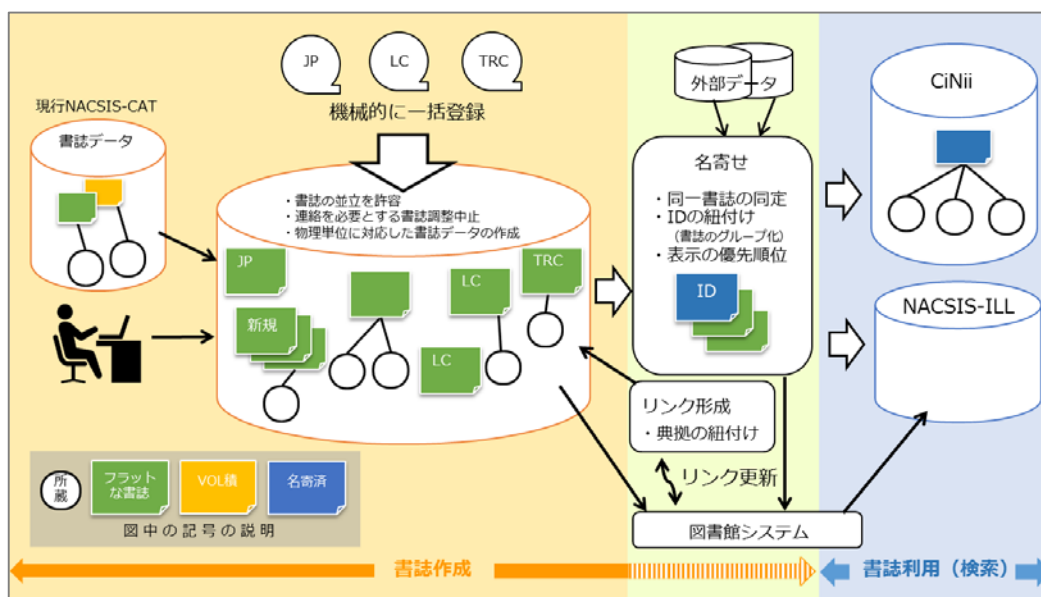 JP
LC
TRC
機械的に一括登録
現行NACSIS-CAT
書誌データ
・書誌の並立を許容
・連絡を必要とする書誌調整中止
・物理単位に対応した書誌データの作成
JP
新規
LC
LC
TRC
外部データ
名寄せ
・同一書誌の同定
・IDの紐付け
(書誌のグループ化)
・表示の優先順位
ID
リンク形成
・典拠の紐付け
リンク更新
図書館システム
CiNii
NACSIS-ILL
所蔵
フラットな書誌
VOL積
名寄済
図中の記号の説明
書誌作成
書誌利用（検索）